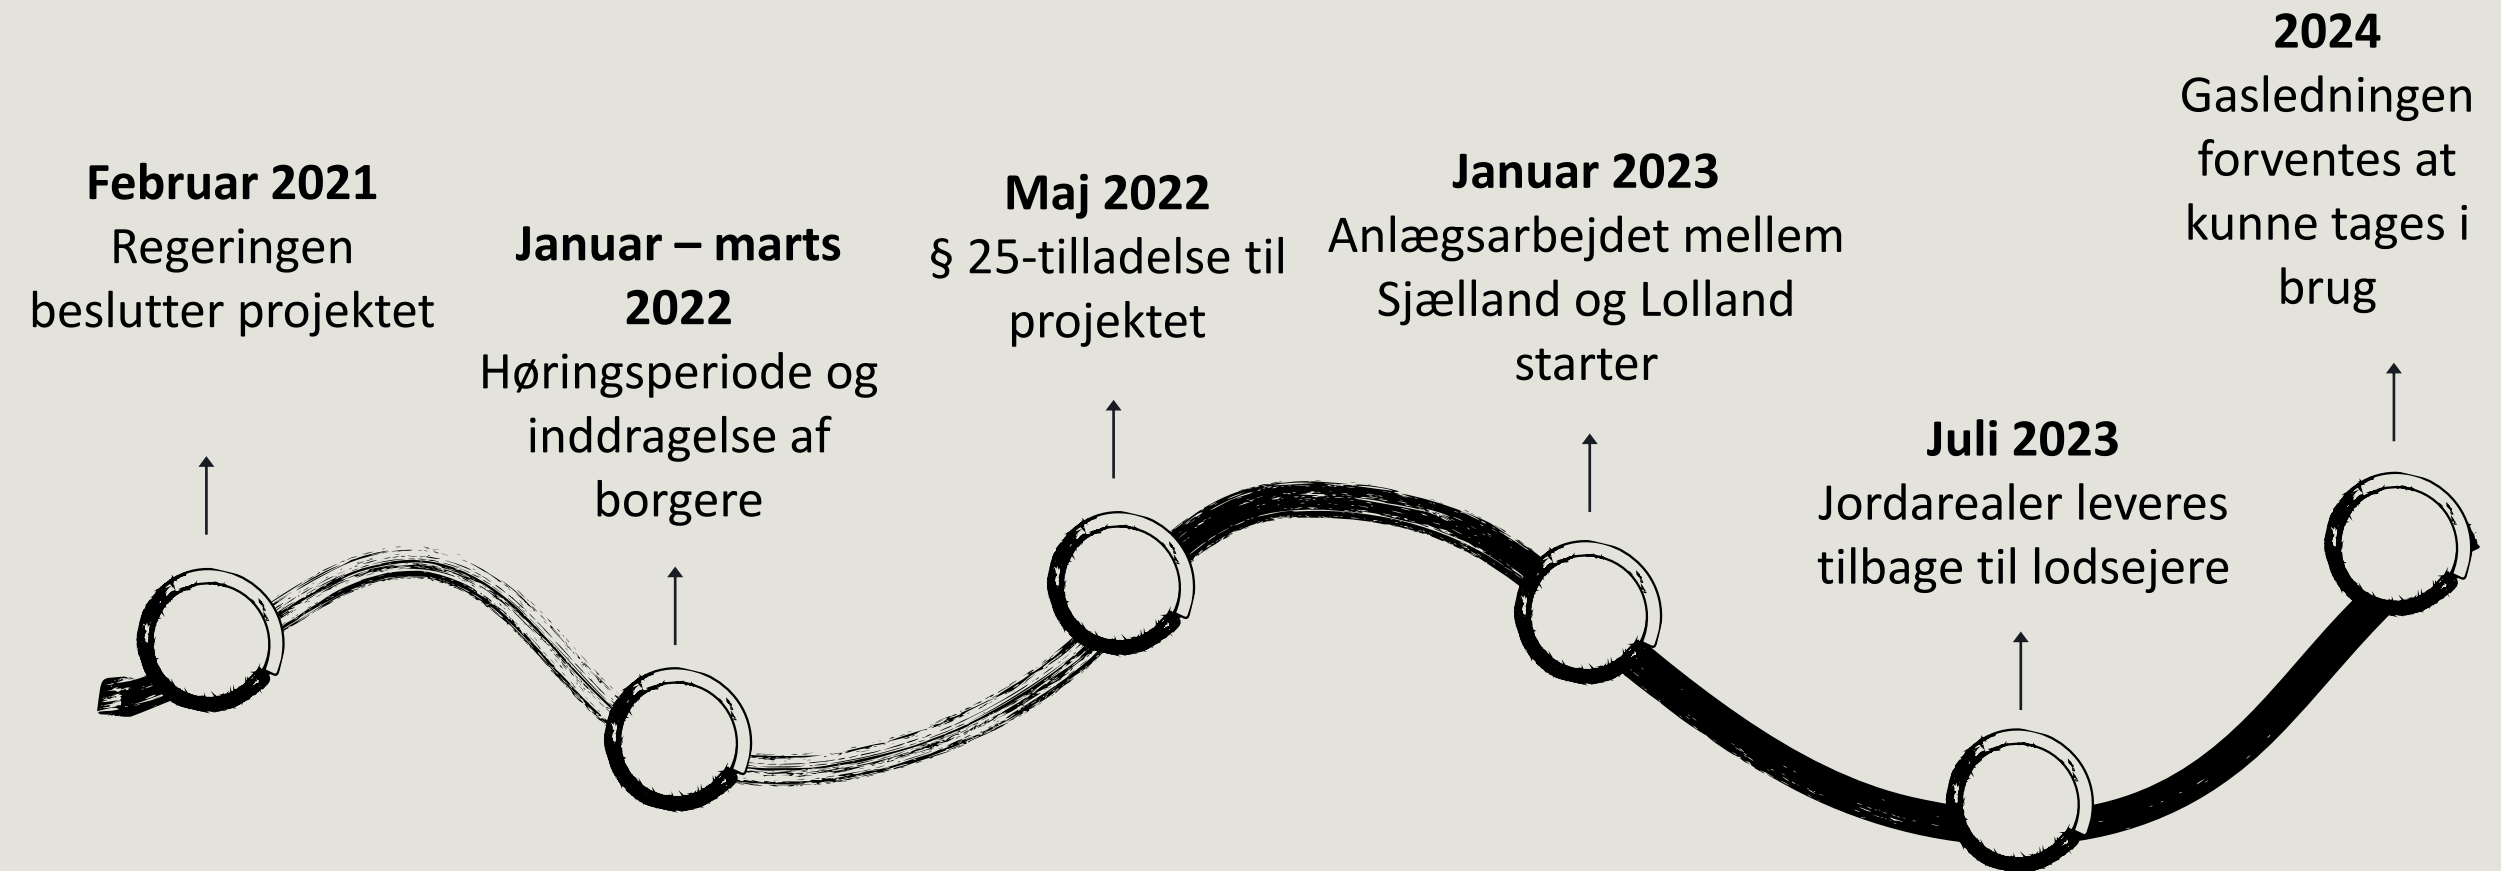 Februar 2021
Regeringen
beslutter projektet
Januar – marts
2022
Høringsperiode og
inddragelse af
borgere
Maj 2022
§ 25-tilladelse til
projektet
Januar 2023
Anlægsarbejdet mellem
Sjælland og Lolland
starter
Juli 2023
Jordarealer leveres
tilbage til lodsejere
2024
Gasledningen
forventes at
kunne tages i
brug